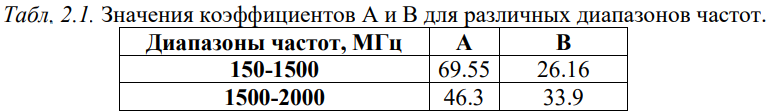 Табл, 2.1. Значения коэффициентов А и В для различных диапазонов частот.
Диапазоны частот, МГц A B
150-1500 69.55 26.16
1500-2000 46.3 33.9